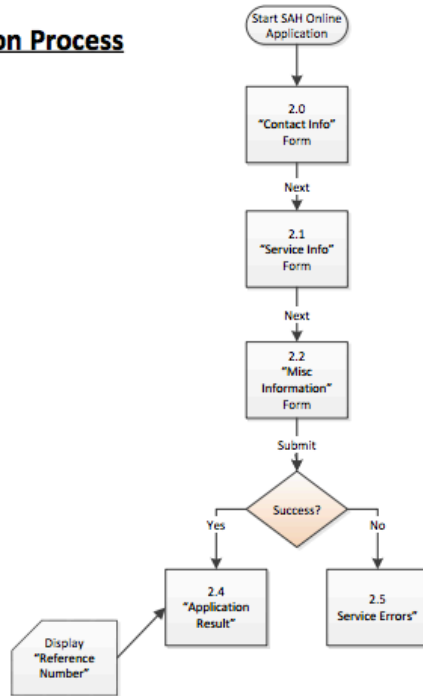 on Process
Start SAH Online
Application
2.0
"Contact Info"
Form
Next
2.1
"Service Info"
Form
Next
2.2
"Misc
Information"
Form
Submit
Success?
Yes
No
2.4
"Application
Result"
2.5
Service Errors"
Display
"Reference
Number"